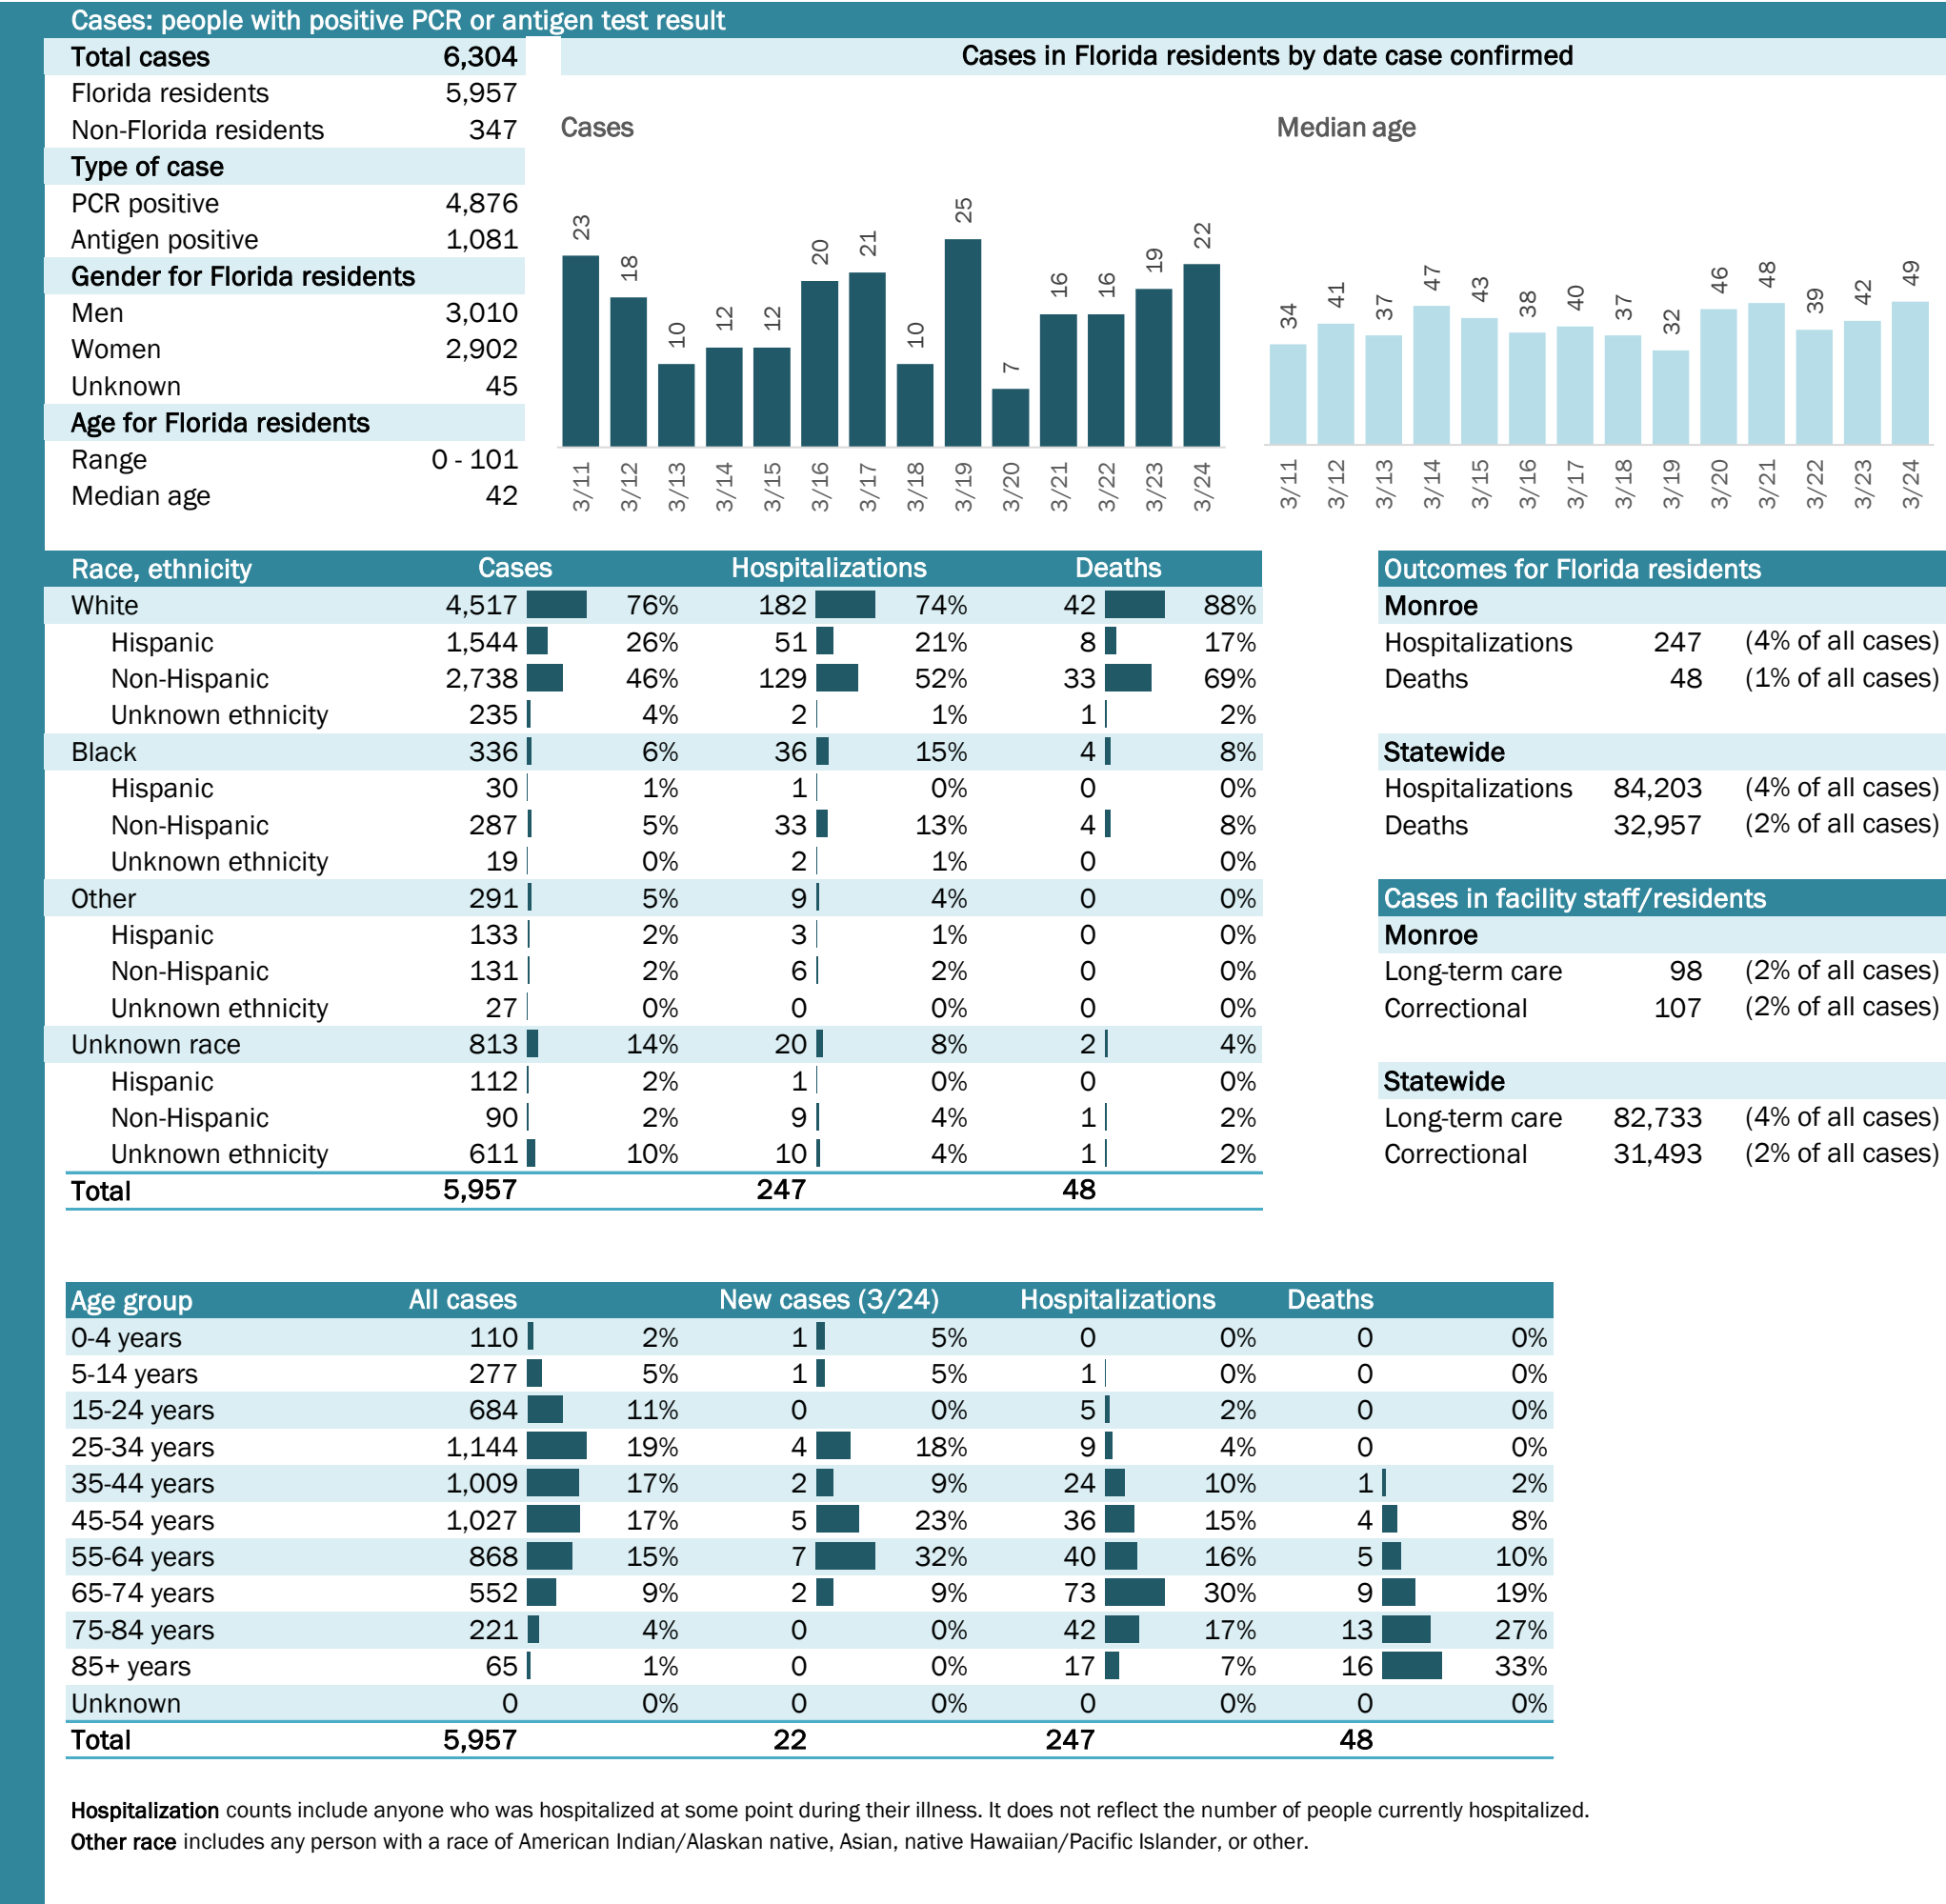 Cases: people with positive PCR or antigen test result
Total cases 6,304
Florida residents 5,957
Non-Florida residents 347
Type of case
PCR positive 4,876
Antigen positive 1,081
Gender for Florida residents
Men 3,010
Women 2,902
Unknown 45
Age for Florida residents
Range 0 - 101
Median age 42
Cases in Florida residents by date case confirmed
Cases
23 18 10 12 12 20 21 10 25 7 16 16 19 22
3/11 3/12 3/13 3/14 3/15 3/16 3/17 3/18 3/19 3/20 3/21 3/22 3/23 3/24
Median age
34 41 37 47 43 38 40 37 32 46 48 39 42 49
3/11 3/12 3/13 3/14 3/15 3/16 3/17 3/18 3/19 3/20 3/21 3/22 3/23 3/24
Race, ethnicity Cases Hospitalizations Deaths
White 4,517 76% 182 74% 42 88%
Hispanic 1,544 26% 51 21% 8 17%
Non-Hispanic 2,738 46% 129 52% 33 69%
Unknown ethnicity 235 4% 2 1% 1 2%
Black 336 6% 36 15% 4 8%
Hispanic 30 1% 1 0% 0 0%
Non-Hispanic 287 5% 33 13% 4 8%
Unknown ethnicity 19 0% 2 1% 0 0%
Other 291 5% 9 4% 0 0%
Hispanic 133 2% 3 1% 0 0%
Non-Hispanic 131 2% 6 2% 0 0%
Unknown ethnicity 27 0% 0 0% 0 0%
Unknown race 813 14% 20 8% 2 4%
Hispanic 112 2% 1 0% 0 0%
Non-Hispanic 90 2% 9 4% 1 2%
Unknown ethnicity 611 10% 10 4% 1 2%
Total 5,957 247 48
Outcomes for Florida residents
Monroe
Hospitalizations 247 (4% of all cases)
Deaths 48 (1% of all cases)
Statewide
Hospitalizations 84,203 (4% of all cases)
Deaths 32,957 (2% of all cases)
Cases in facility staff/residents
Monroe
Long-term care 98 (2% of all cases)
Correctional 107 (2% of all cases)
Statewide
Long-term care 82,733 (4% of all cases)
Correctional 31,493 (2% of all cases)
Age group All cases New cases (3/24) Hospitalizations Deaths
0-4 years 110 2% 1 5% 0 0% 0 0%
5-14 years 277 5% 1 5% 1 0% 0 0%
15-24 years 684 11% 0 0% 5 2% 0 0%
25-34 years 1,144 19% 4 18% 9 4% 0 0%
35-44 years 1,009 17% 2 9% 24 10% 1 2%
45-54 years 1,027 17% 5 23% 36 15% 4 8%
55-64 years 868 15% 7 32% 40 16% 5 10%
65-74 years 552 9% 2 9% 73 30% 9 19%
75-84 years 221 4% 0 0% 42 17% 13 27%
85+ years 65 1% 0 0% 17 7% 16 33%
Unknown 0 0% 0 0% 0 0% 0 0%
Total 5,957 22 247 48
Hospitalization counts include anyone who was hospitalized at some point during their illness. It does not reflect the number of people currently hospitalized.
Other race includes any person with a race of American Indian/Alaskan native, Asian, native Hawaiian/Pacific Islander, or other.